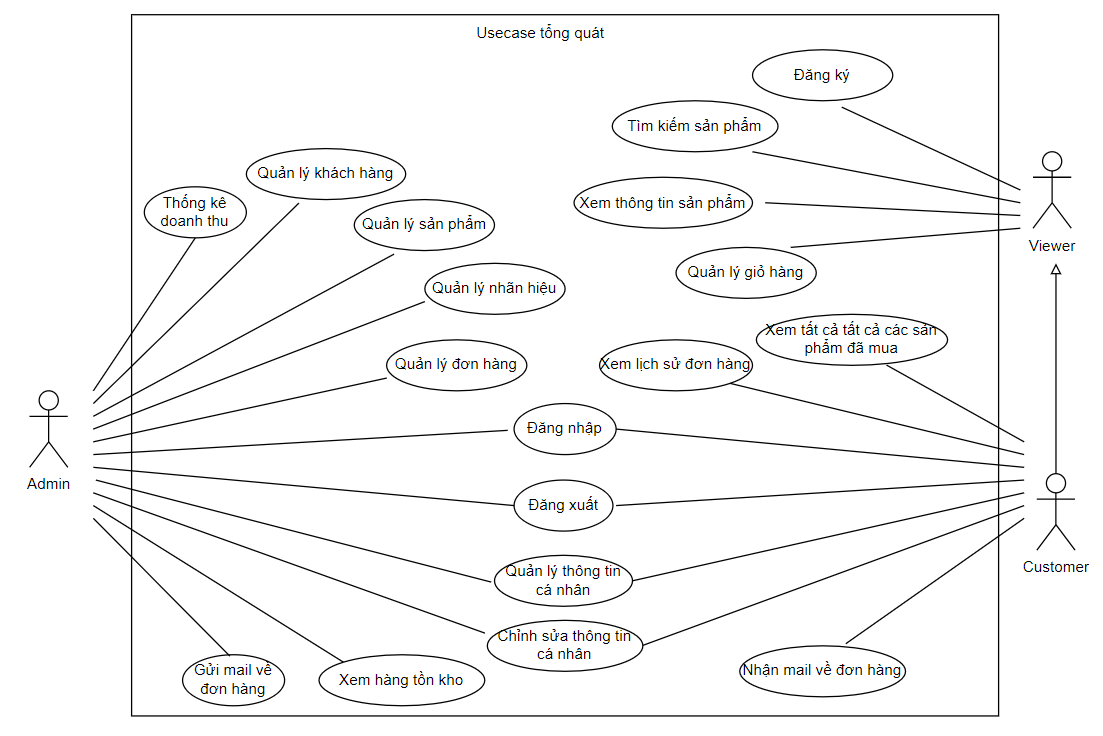 Usecase tổng quát
Đăng ký
Tìm kiếm sản phẩm
Quản lý khách hàng
Thống kê
doanh thu
Xem thông tin sản phẩm
Quản lý sản phẩm
Viewer
Quản lý giỏ hàng
Quản lý nhãn hiệu
Xem tất cả tất cả các sản
phẩm đã mua
Quản lý đơn hàng
Xem lịch sử đơn hàng
Đăng nhập
Admin
Đăng xuất
Customer
Quản lý thông tin
cá nhân
Chỉnh sửa thông tin
cá nhân
Gửi mail về
đơn hàng
Xem hàng tồn kho
Nhận mail về đơn hàng